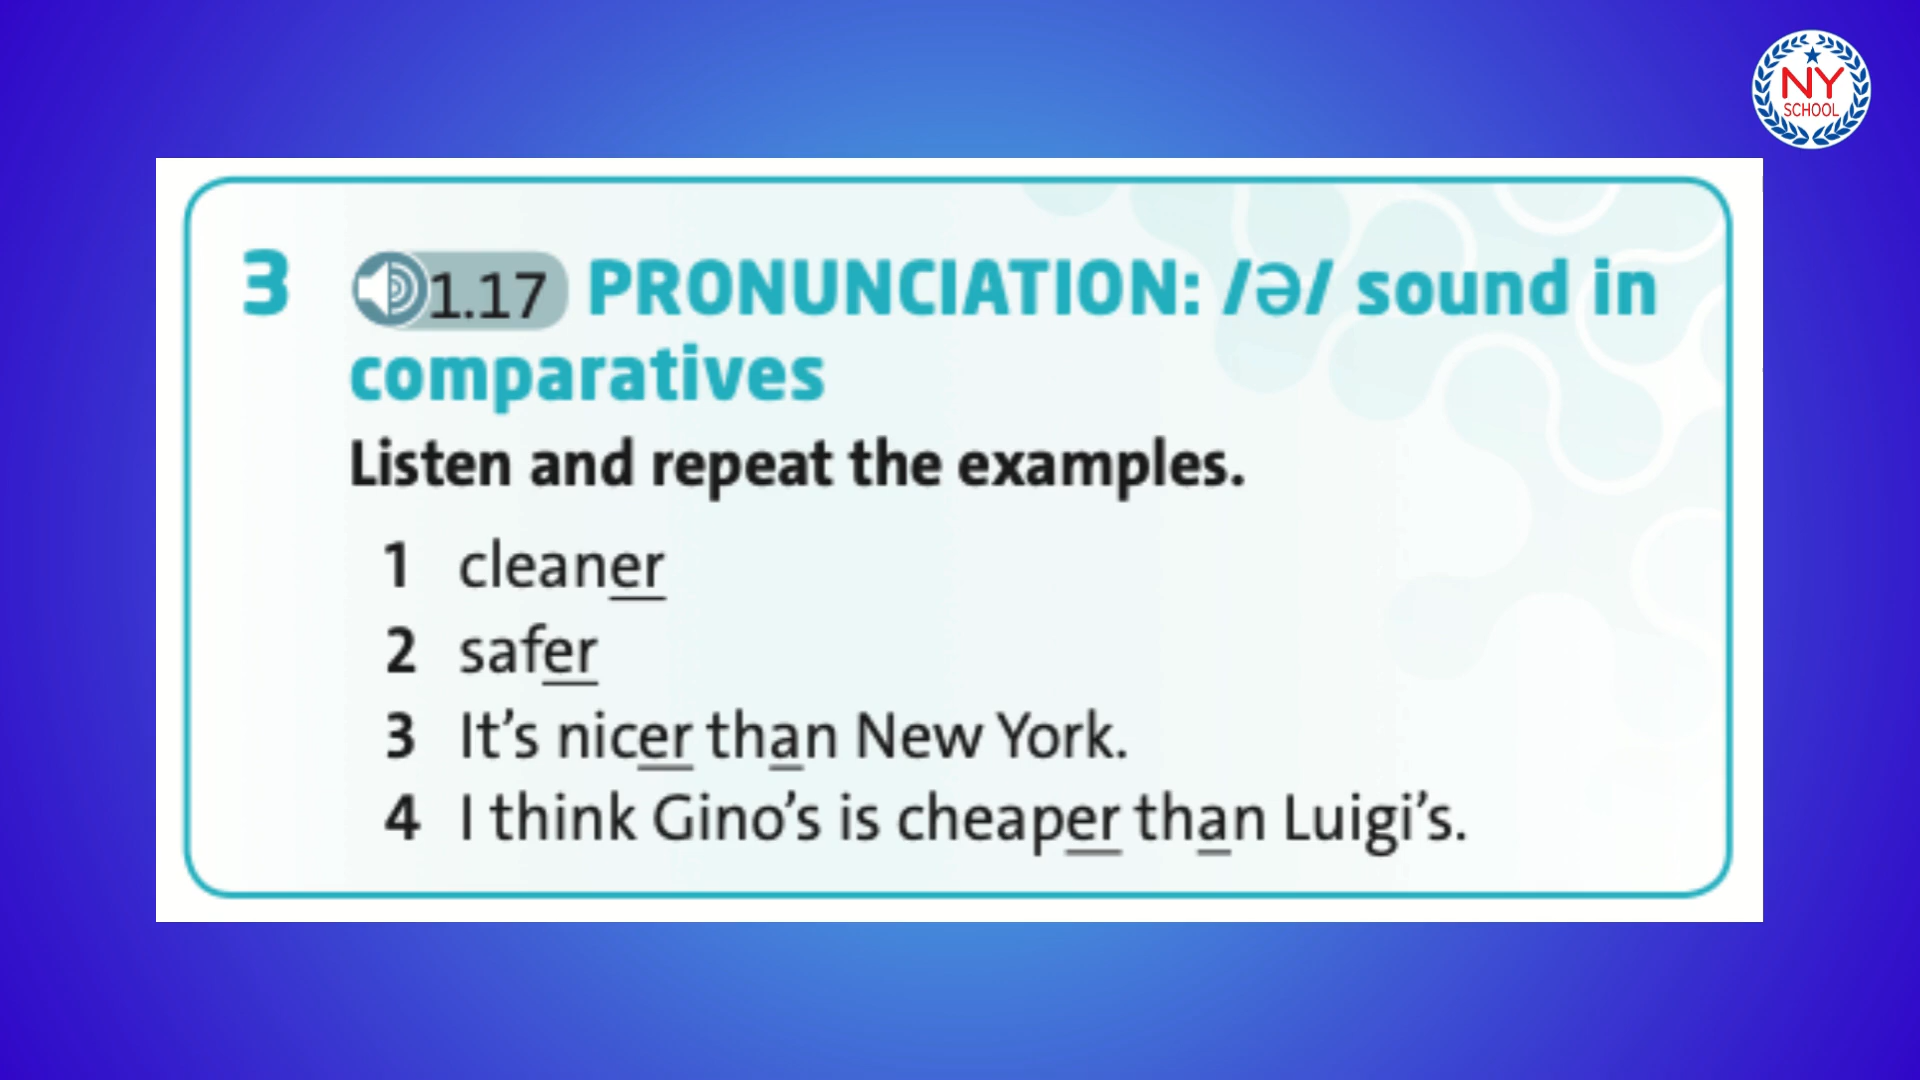 NY
SCHOOL
3 1.17 PRONUNCIATION: /ə/ sound in
comparatives
Listen and repeat the examples.
1 cleaner
2 safer
3 It’s nicer than New York.
4 I think Gino’s is cheaper than Luigi’s.